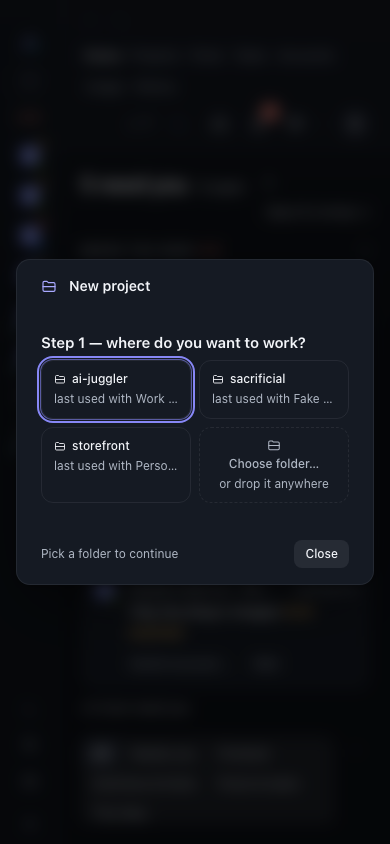 New project
Step 1 — where do you want to work?
ai-juggler
last used with Work ...
sacrificial
last used with Fake ...
storefront
last used with Perso...
Choose folder...
or drop it anywhere
Pick a folder to continue
Close